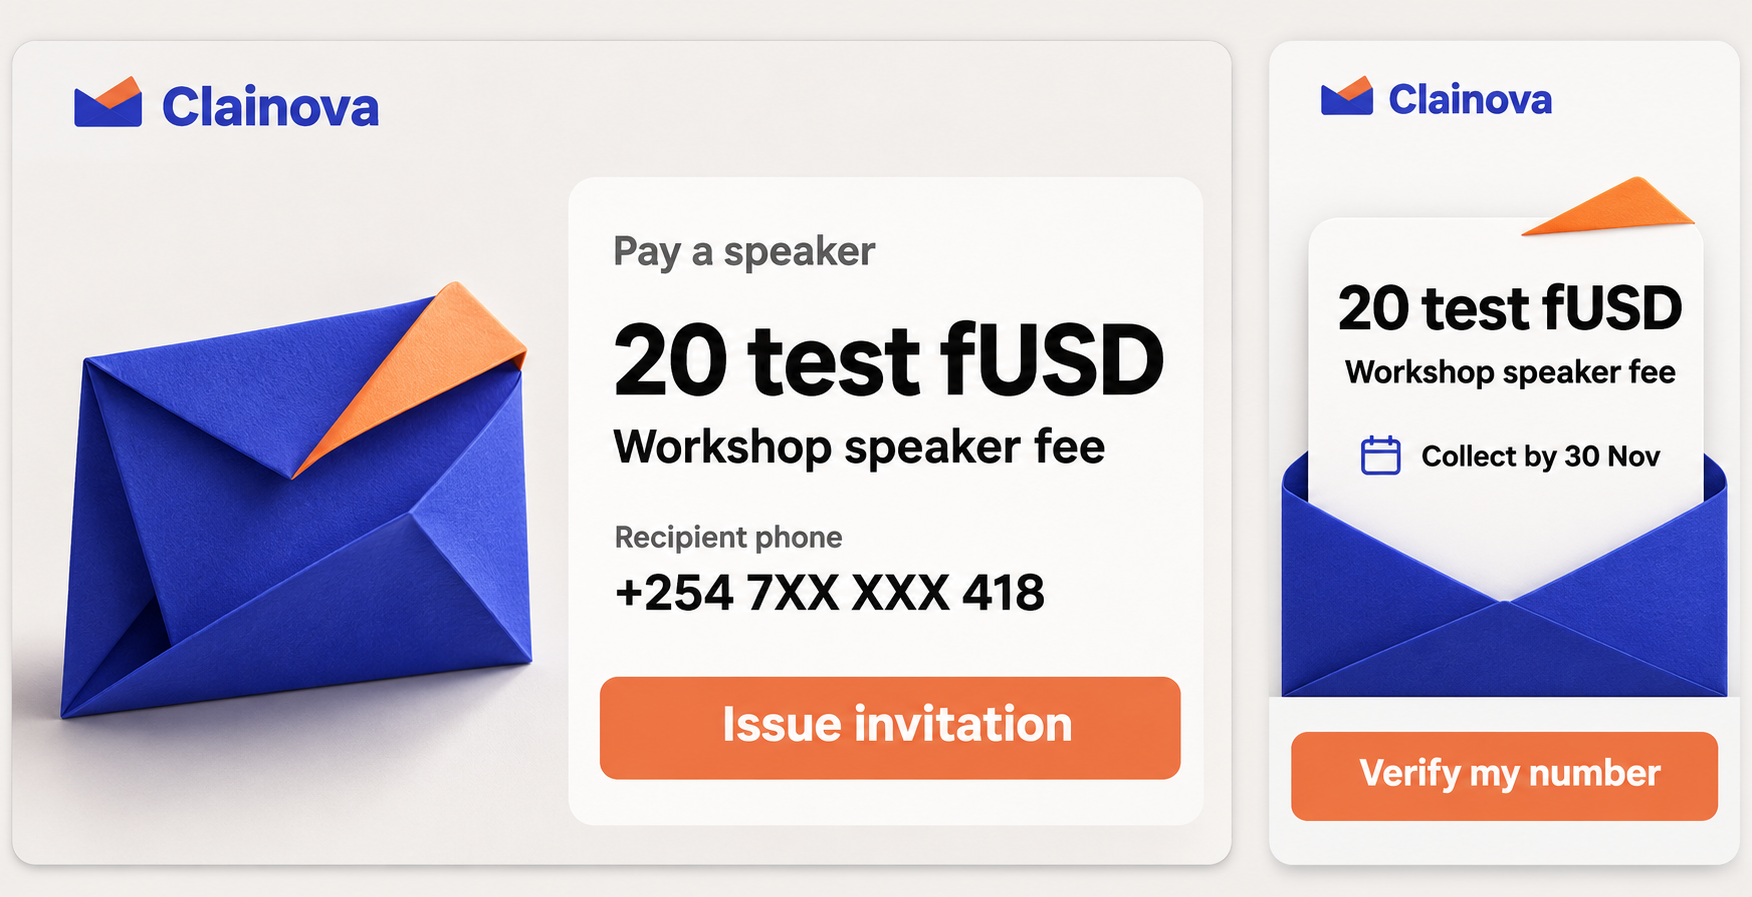 Clainova
Pay a speaker
20 test fUSD
Workshop speaker fee
Recipient phone
+254 7XX XXX 418
Issue invitation
Clainova
20 test fUSD
Workshop speaker fee
Collect by 30 Nov
Verify my number